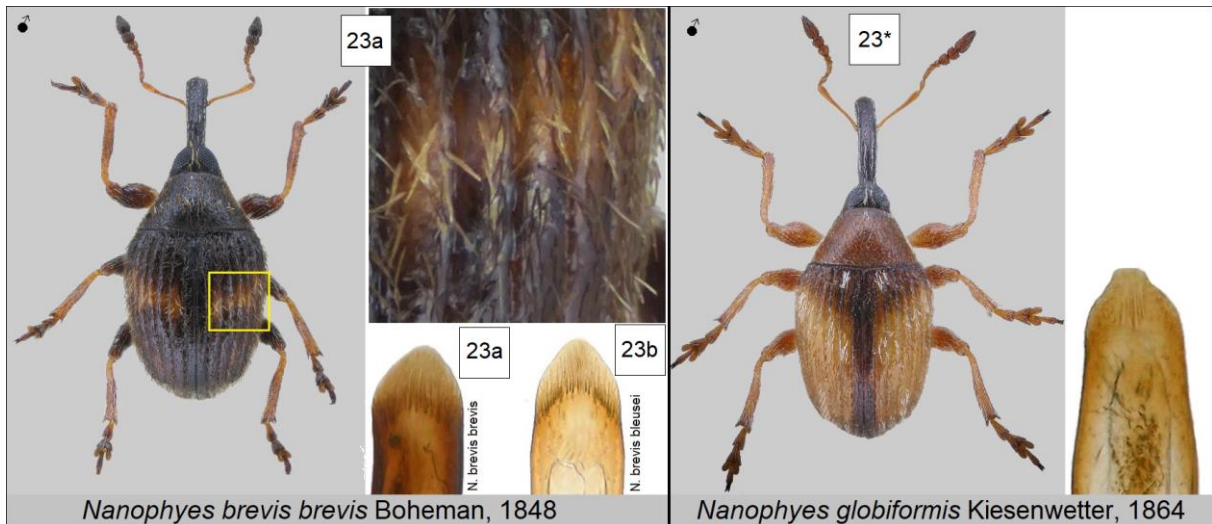 ♂
23a
23a
23b
N. brevis brevis
N. brevis bleusei
Nanophyes brevis brevis Boheman, 1848
♂
23*
Nanophyes globiformis Kiesenwetter, 1864